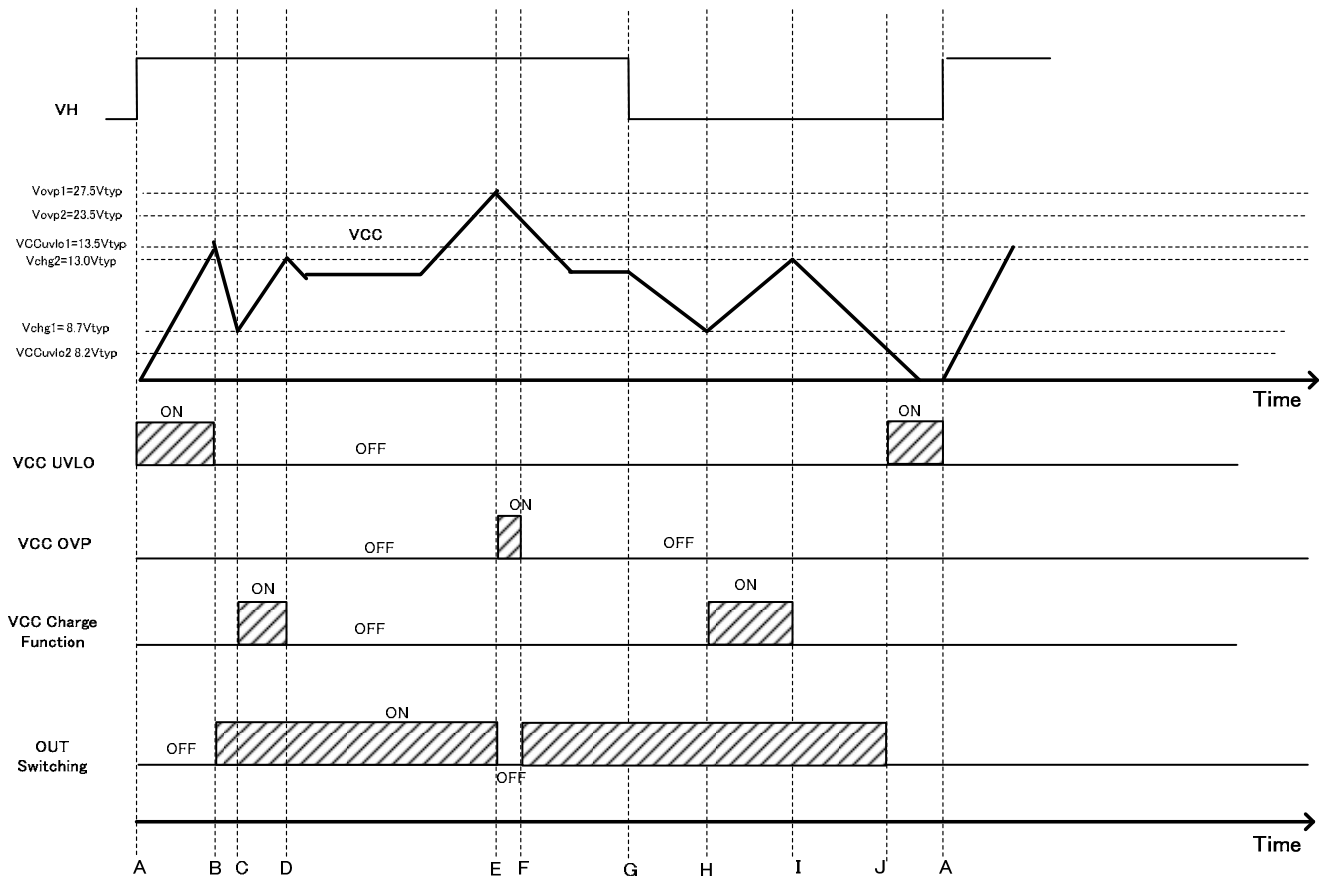 VH
Vovp1=27.5Vtyp
Vovp2=23.5Vtyp
VCCuvlo1=13.5Vtyp
Vchg2=13.0Vtyp
VCC
Vchg1= 8.7Vtyp
VCCuvlo2 8.2Vtyp
Time
VCC UVLO
ON
OFF
ON
VCC OVP
OFF
ON
OFF
VCC Charge
Function
ON
OFF
ON
OUT
Switching
OFF
ON
OFF
Time
A B C D E F G H I J A